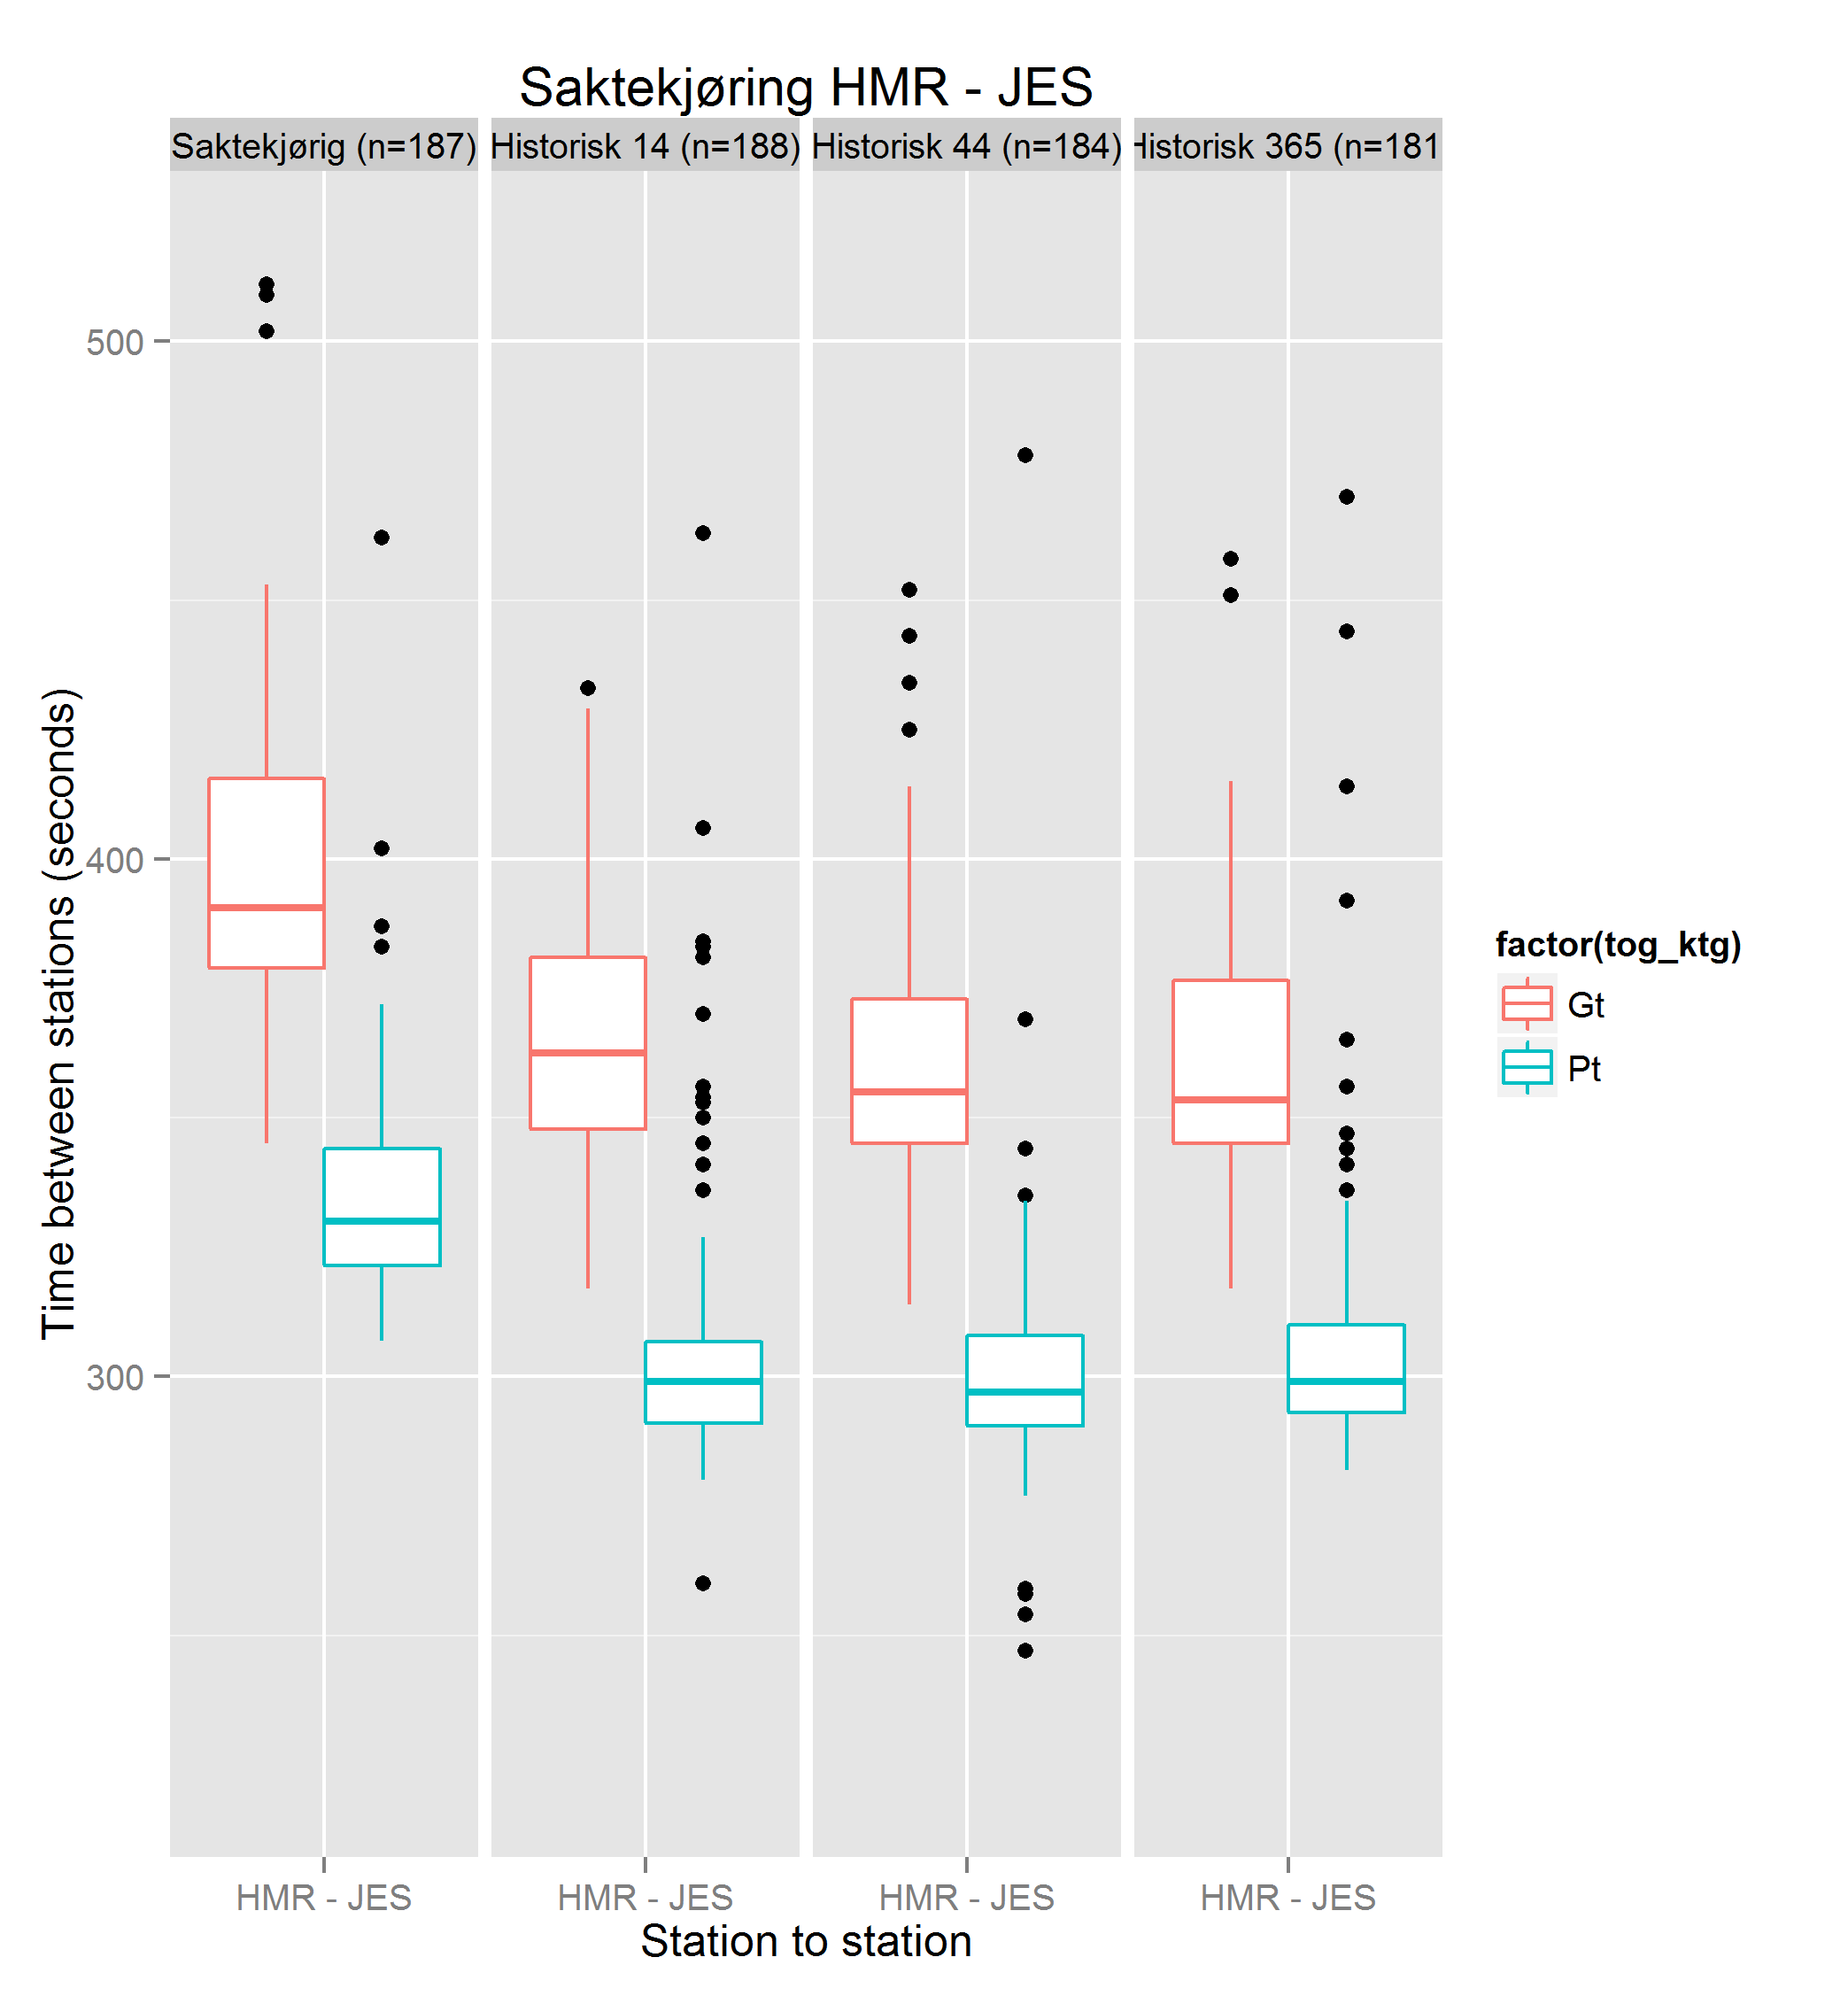 Saktekjøring HMR - JES
Saktekjørig (n=187) Historisk 14 (n=188) Historisk 44 (n=184) Historisk 365 (n=181
500
400
300
Time between stations (seconds)
factor(tog_ktg)
Gt
Pt
HMR - JES HMR - JES HMR - JES HMR - JES
Station to station